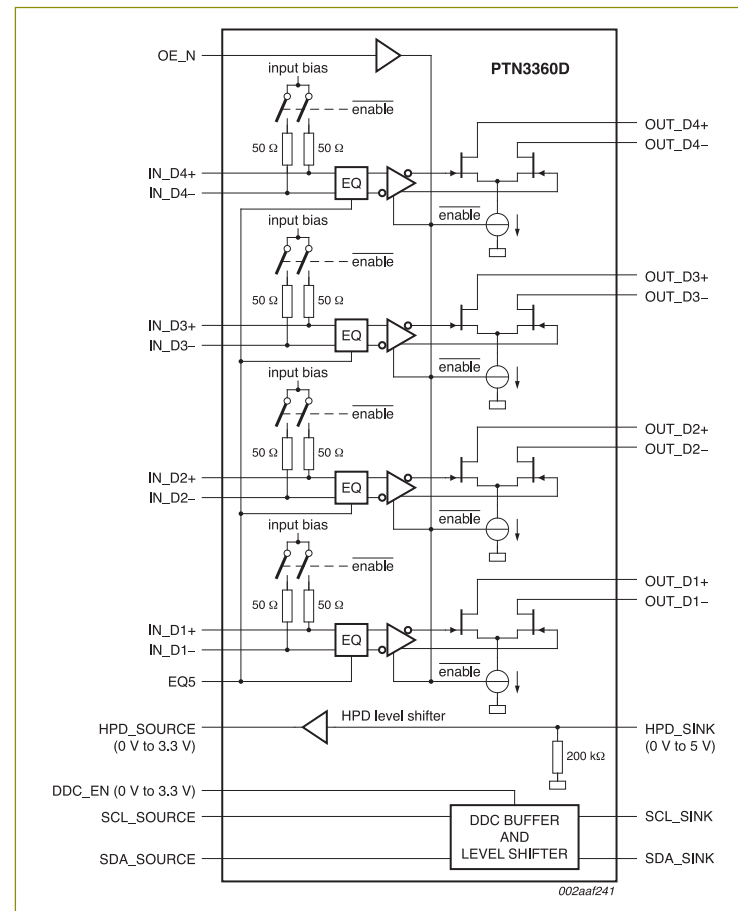 OE_N
PTN3360D
input bias
enable
50 Ω 50 Ω
OUT_D4+
OUT_D4−
IN_D4+
IN_D4−
EQ
enable
input bias
enable
50 Ω 50 Ω
OUT_D3+
OUT_D3−
IN_D3+
IN_D3−
EQ
enable
input bias
enable
50 Ω 50 Ω
OUT_D2+
OUT_D2−
IN_D2+
IN_D2−
EQ
enable
input bias
enable
50 Ω 50 Ω
OUT_D1+
OUT_D1−
IN_D1+
IN_D1−
EQ
enable
EQ5
HPD level shifter
HPD_SOURCE
(0 V to 3.3 V)
HPD_SINK
(0 V to 5 V)
200 kΩ
DDC_EN (0 V to 3.3 V)
SCL_SOURCE
SDA_SOURCE
DDC BUFFER
AND
LEVEL SHIFTER
SCL_SINK
SDA_SINK
002aaf241